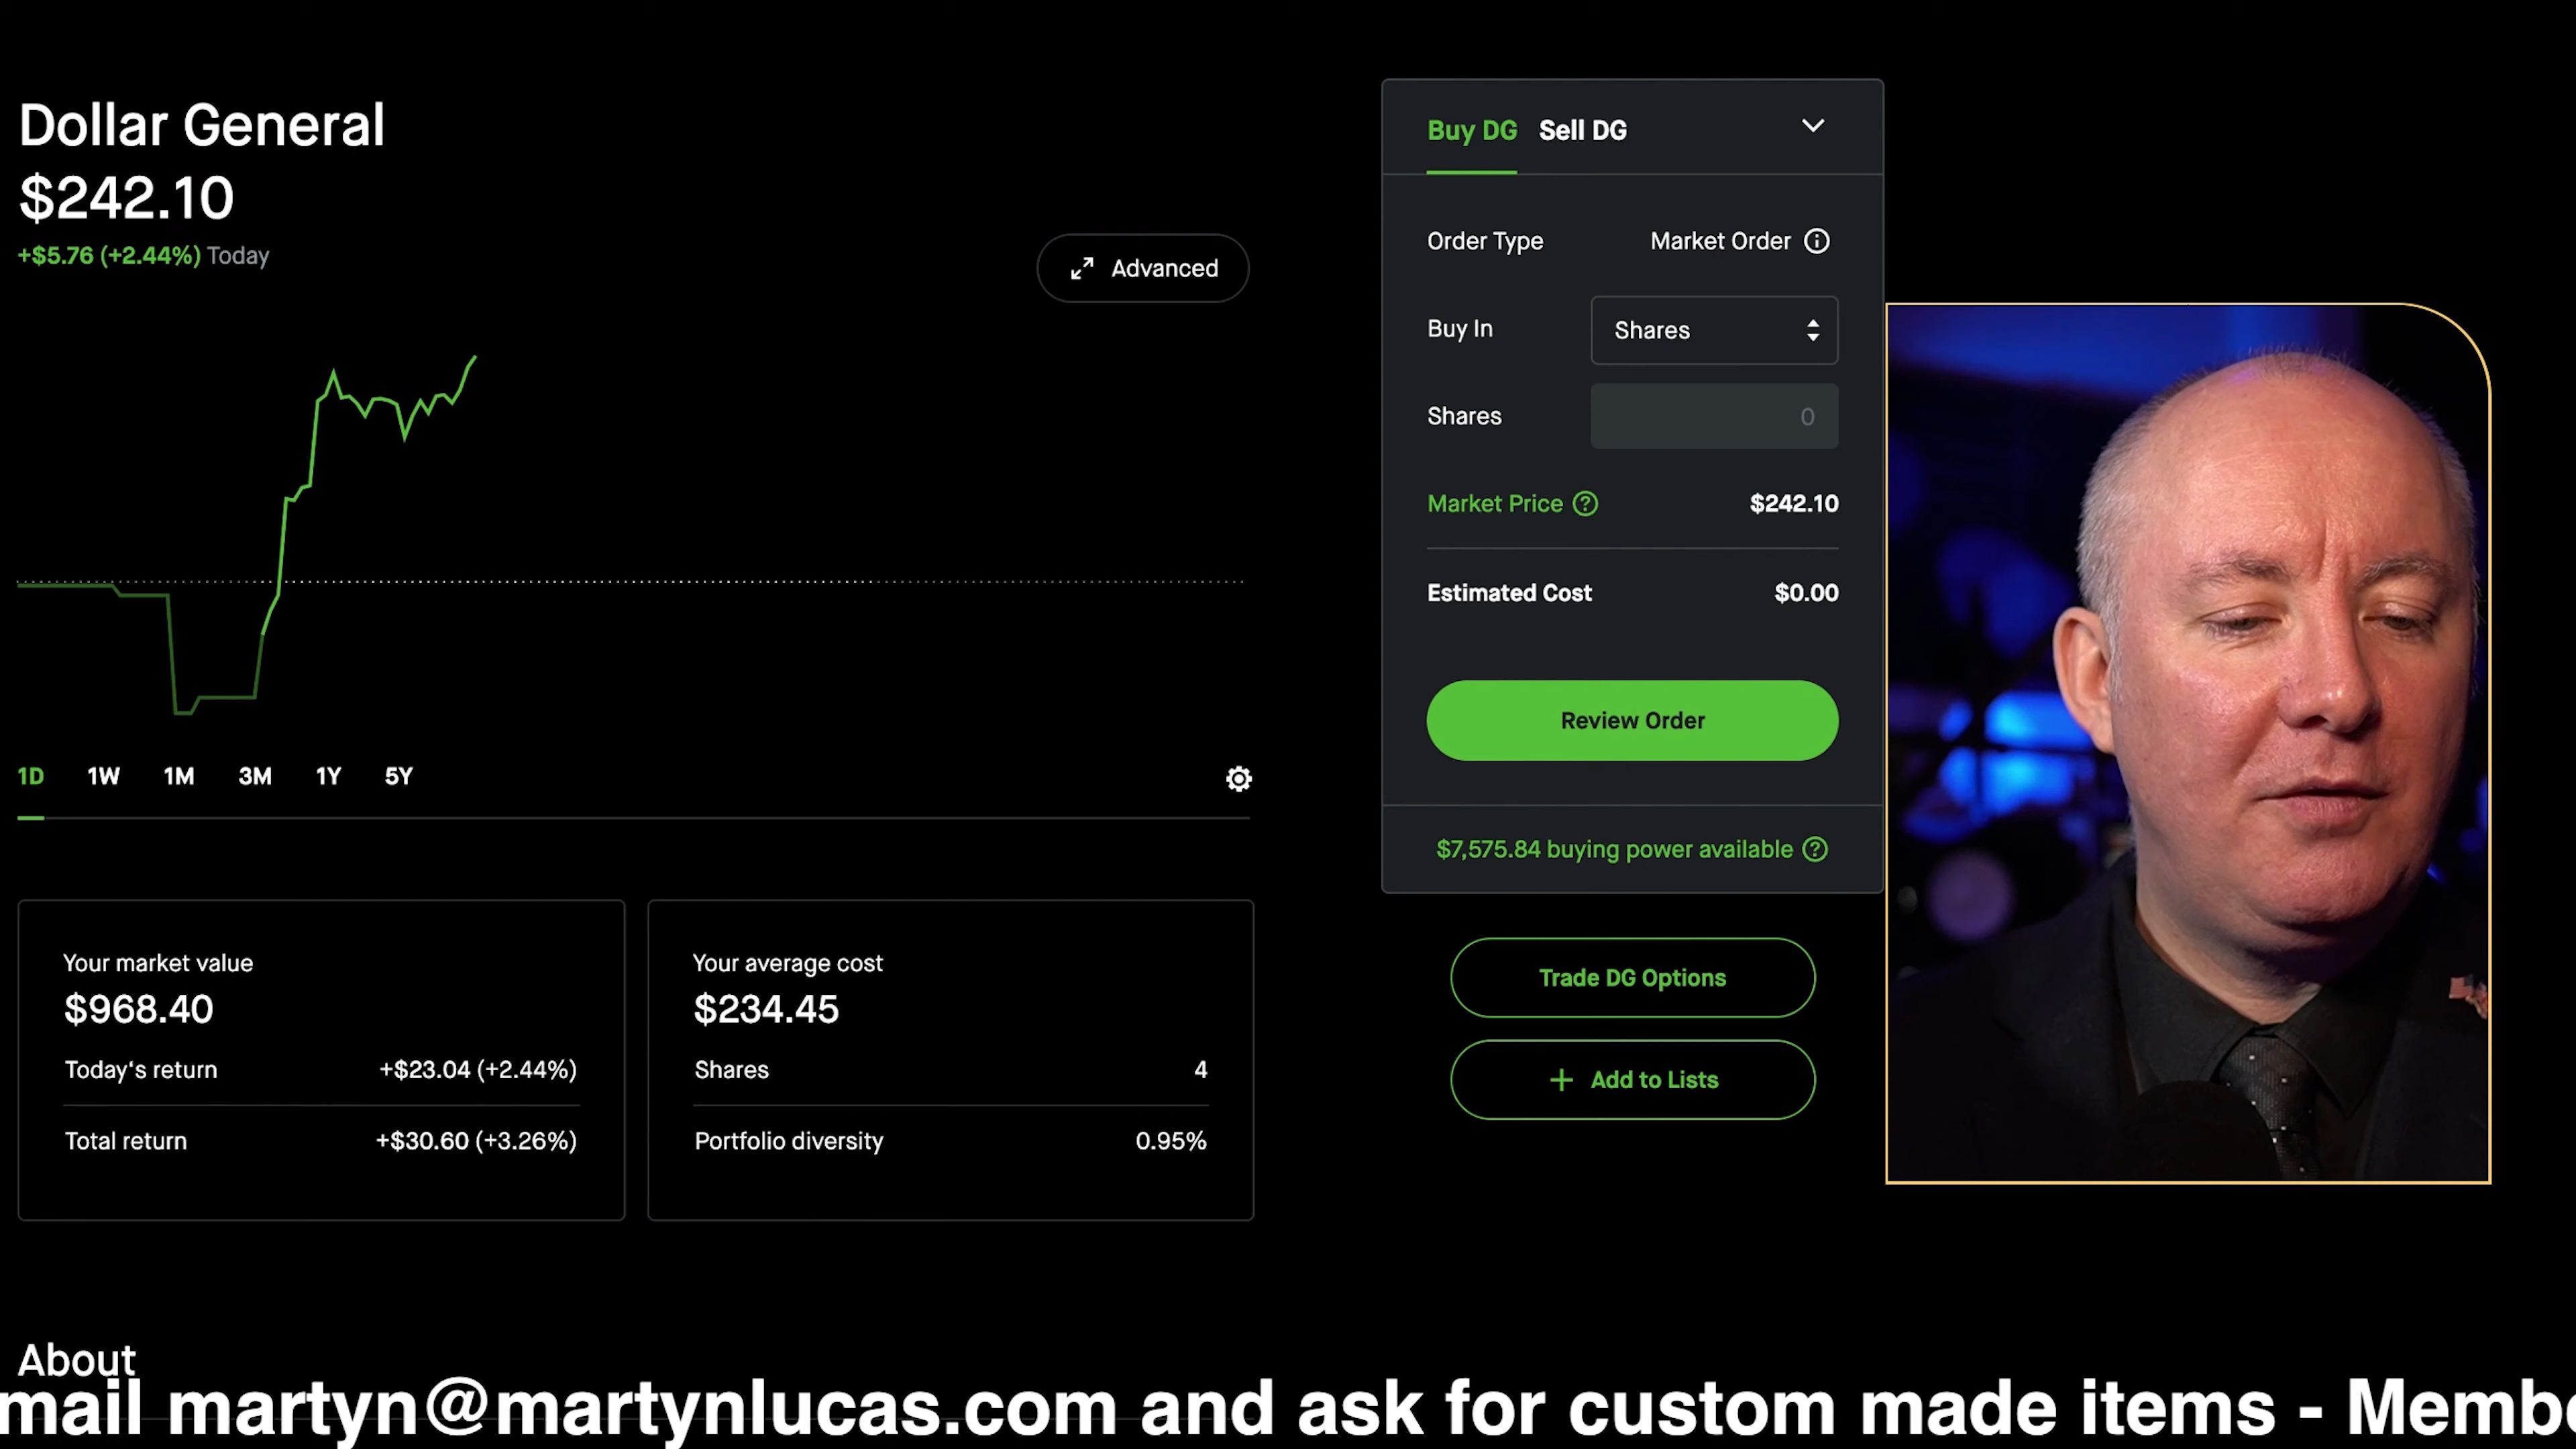 Dollar General
$242.10
+$5.76 (+2.44%) Today
Advanced
1D 1W 1M 3M 1Y 5Y
Your market value
$968.40
Today's return +$23.04 (+2.44%)
Total return +$30.60 (+3.26%)
Your average cost
$234.45
Shares 4
Portfolio diversity 0.95%
About
Buy DG Sell DG
Order Type Market Order
Buy In Shares
Shares 0
Market Price $242.10
Estimated Cost $0.00
Review Order
$7,575.84 buying power available
Trade DG Options
+ Add to Lists
mail martyn@martynlucas.com and ask for custom made items - Membe